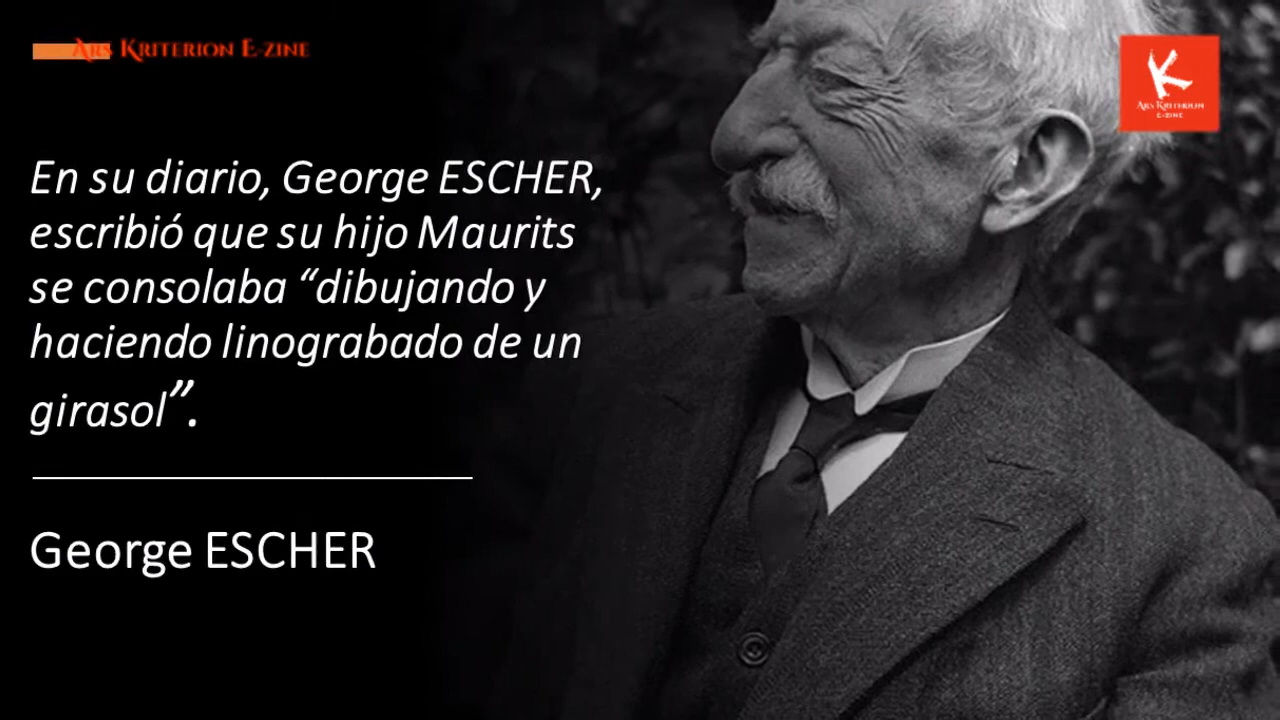 Ars Kriterion E-zine
K
Ars Kriterion
E-zine
En su diario, George ESCHER,
escribió que su hijo Maurits
se consolaba “dibujando y
haciendo linograbado de un
girasol”.
George ESCHER